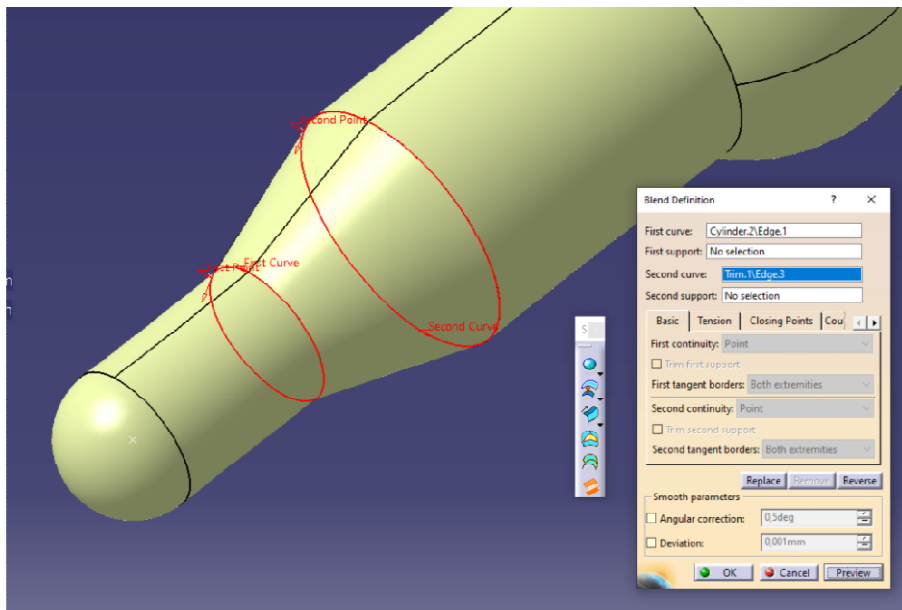 Second Point
First Point
First Curve
Second Curve
S
Blend Definition ? ×
First curve: Cylinder.2\Edge.1
First support: No selection
Second curve: Trim.1\Edge.3
Second support: No selection
Basic Tension Closing Points Cou
First continuity: Point
Trim first support
First tangent borders: Both extremities
Second continuity: Point
Trim second support
Second tangent borders: Both extremities
Replace Remove Reverse
Smooth parameters
Angular correction: 0,5deg
Deviation: 0,001mm
OK Cancel Preview